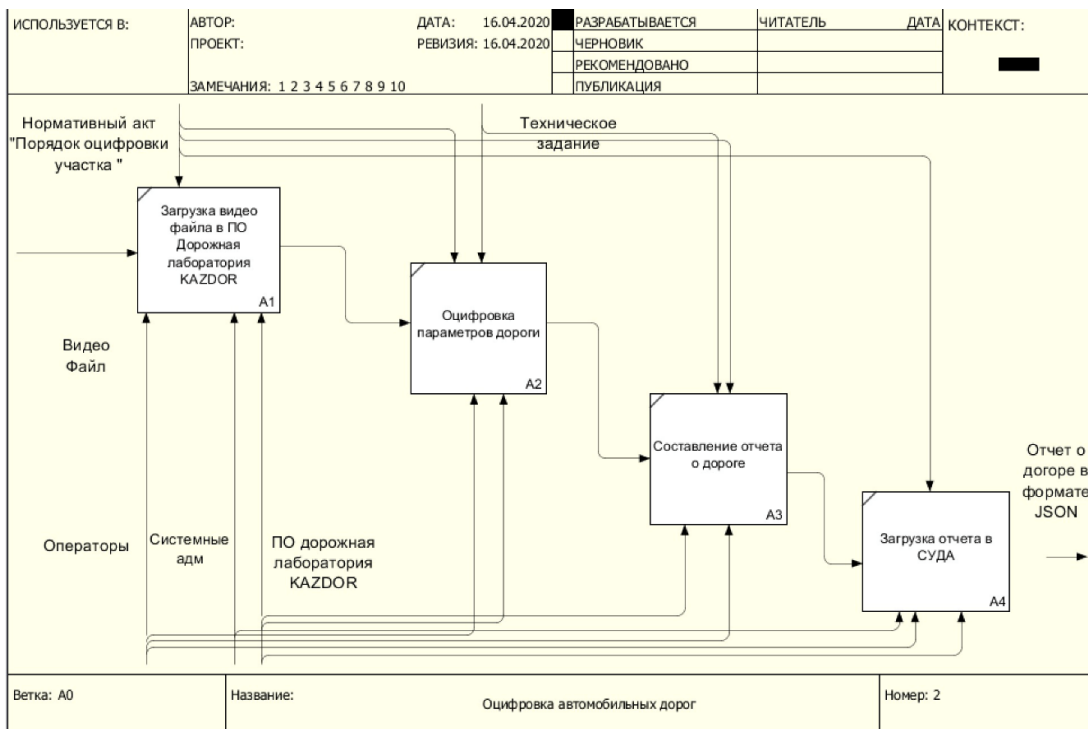 ИСПОЛЬЗУЕТСЯ В:
АВТОР:
ДАТА: 16.04.2020
ПРОЕКТ:
РЕВИЗИЯ: 16.04.2020
ЗАМЕЧАНИЯ: 1 2 3 4 5 6 7 8 9 10
РАЗРАБАТЫВАЕТСЯ
ЧЕРНОВИК
РЕКОМЕНДОВАНО
ПУБЛИКАЦИЯ
ЧИТАТЕЛЬ
ДАТА
КОНТЕКСТ:
Нормативный акт
"Порядок оцифровки
участка "
Техническое
задание
Загрузка видео
файла в ПО
Дорожная
лаборатория
KAZDOR
A1
Видео
Файл
Оцифровка
параметров дороги
A2
Составление отчета
о дороге
A3
Загрузка отчета в
СУДА
A4
Отчет о
догоре в
формате
JSON
Операторы
Системные
адм
ПО дорожная
лаборатория
KAZDOR
Ветка: A0
Название:
Оцифровка автомобильных дорог
Номер: 2